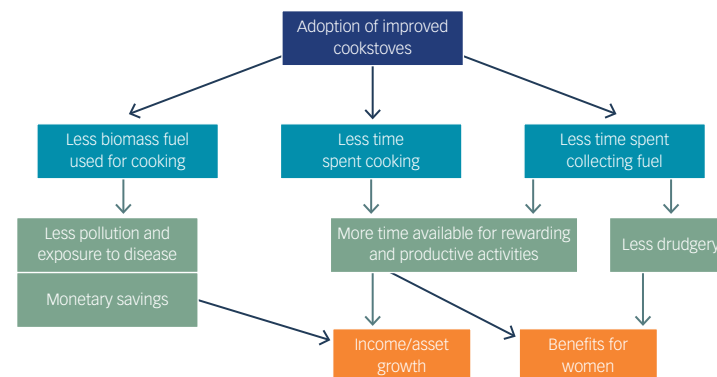 Adoption of improved
cookstoves
Less biomass fuel
used for cooking
Less time
spent cooking
Less time spent
collecting fuel
Less pollution and
exposure to disease
More time available for rewarding
and productive activities
Less drudgery
Monetary savings
Income/asset
growth
Benefits for
women